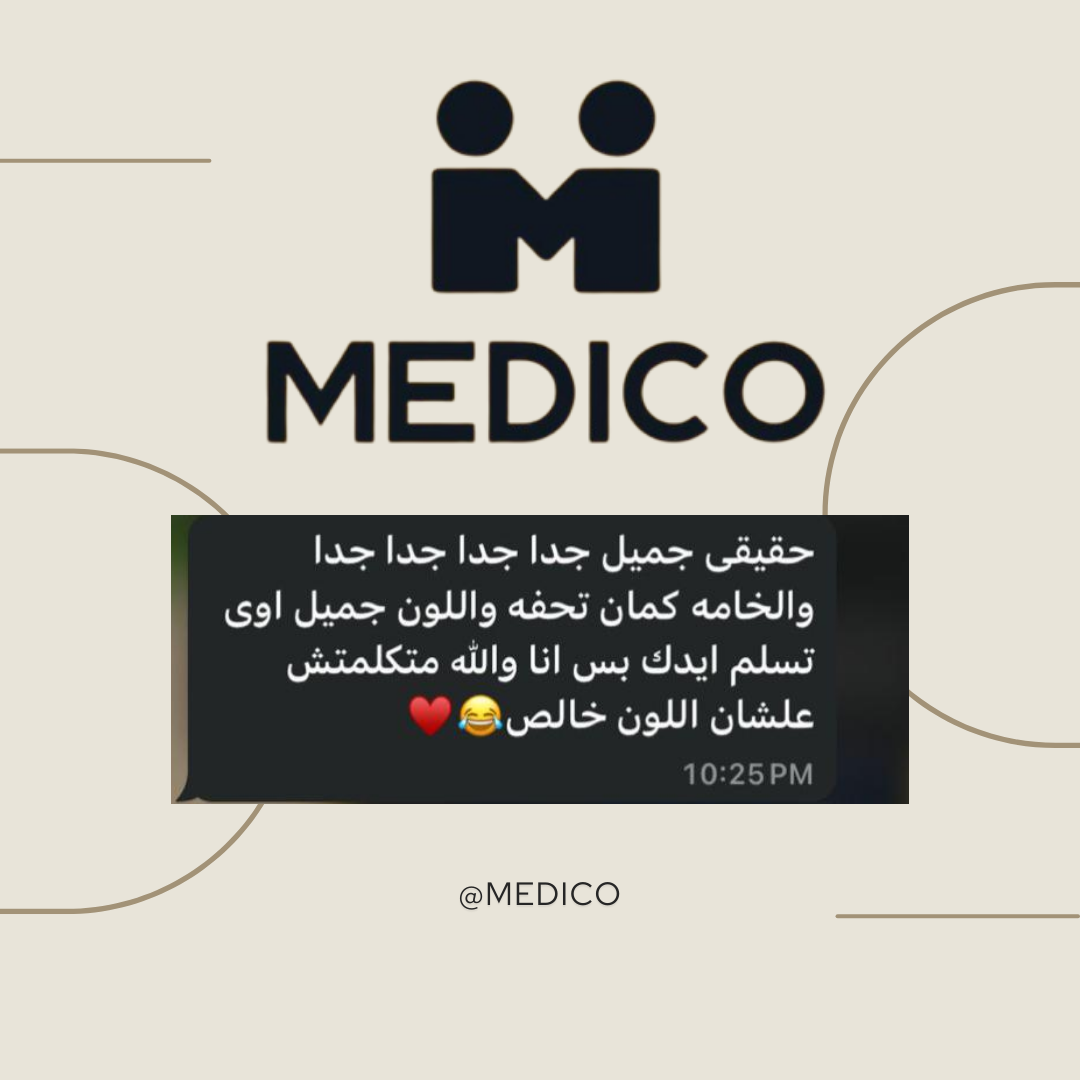 MEDICO
حقيقى جميل جدا جدا جدا جدا
والخامه كمان تحفه واللون جميل اوى
تسلم ايدك بس انا والله متكلمتش
علشان اللون خالص😂♥️
10:25 PM
@MEDICO